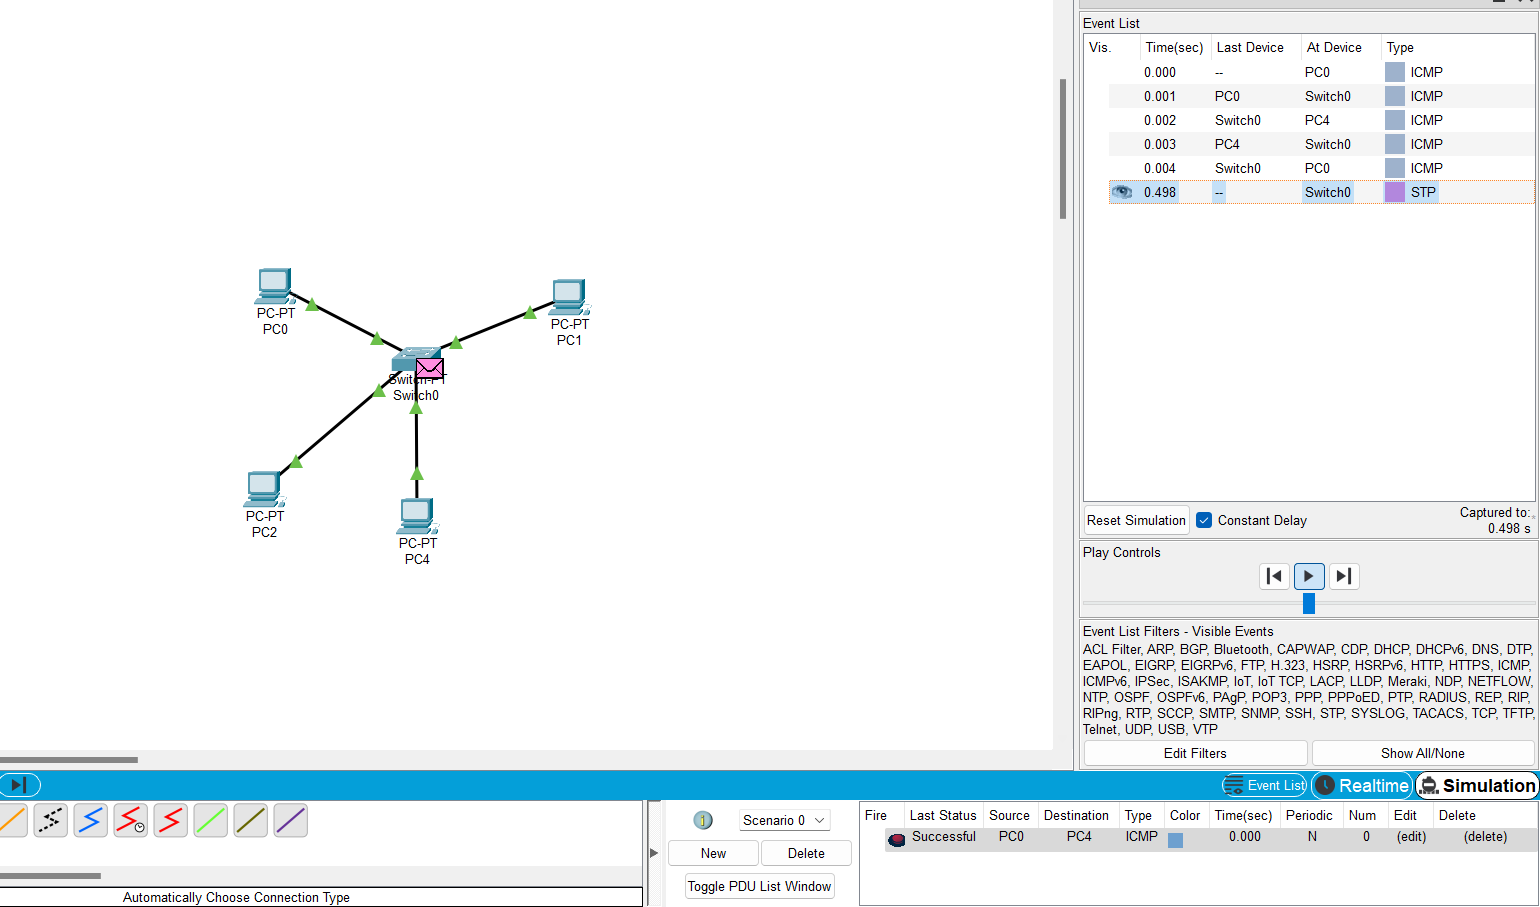 Event List
Vis. Time(sec) Last Device At Device Type
0.000 -- PC0 ICMP
0.001 PC0 Switch0 ICMP
0.002 Switch0 PC4 ICMP
0.003 PC4 Switch0 ICMP
0.004 Switch0 PC0 ICMP
0.498 -- Switch0 STP
PC-PT
PC0
PC-PT
PC1
Switch-PT
Switch0
PC-PT
PC2
PC-PT
PC4
Reset Simulation Constant Delay
Captured to:
0.498 s
Play Controls
Event List Filters - Visible Events
ACL Filter, ARP, BGP, Bluetooth, CAPWAP, CDP, DHCP, DHCPv6, DNS, DTP,
EAPOL, EIGRP, EIGRPv6, FTP, H.323, HSRP, HSRPv6, HTTP, HTTPS, ICMP,
ICMPv6, IPSec, ISAKMP, IoT, IoT TCP, LACP, LLDP, Meraki, NDP, NETFLOW,
NTP, OSPF, OSPFv6, PAgP, POP3, PPP, PPPoED, PTP, RADIUS, REP, RIP,
RIPng, RTP, SCCP, SMTP, SNMP, SSH, STP, SYSLOG, TACACS, TCP, TFTP,
Telnet, UDP, USB, VTP
Edit Filters Show All/None
Event List Realtime Simulation
Scenario 0
New Delete
Toggle PDU List Window
Fire Last Status Source Destination Type Color Time(sec) Periodic Num Edit Delete
Successful PC0 PC4 ICMP 0.000 N 0 (edit) (delete)
Automatically Choose Connection Type